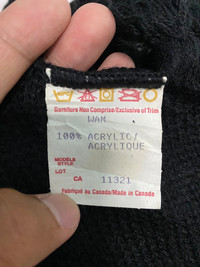 Garniture Non Comprise/Exclusive of Trim
WAM
100% ACRYLIC/
ACRYLIQUE
MODELE
STYLE
LOT
CA 11321
Fabriqué au Canada/Made in Canada